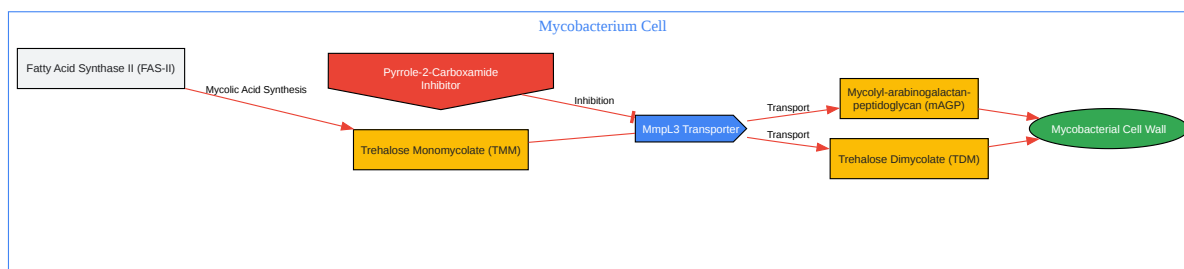 Mycobacterium Cell
Fatty Acid Synthase II (FAS-II)
Mycolic Acid Synthesis
Pyrrole-2-Carboxamide
Inhibitor
Inhibition
Trehalose Monomycolate (TMM)
MmpL3 Transporter
Transport
Transport
Mycolyl-arabinogalactan-
peptidoglycan (mAGP)
Trehalose Dimycolate (TDM)
Mycobacterial Cell Wall